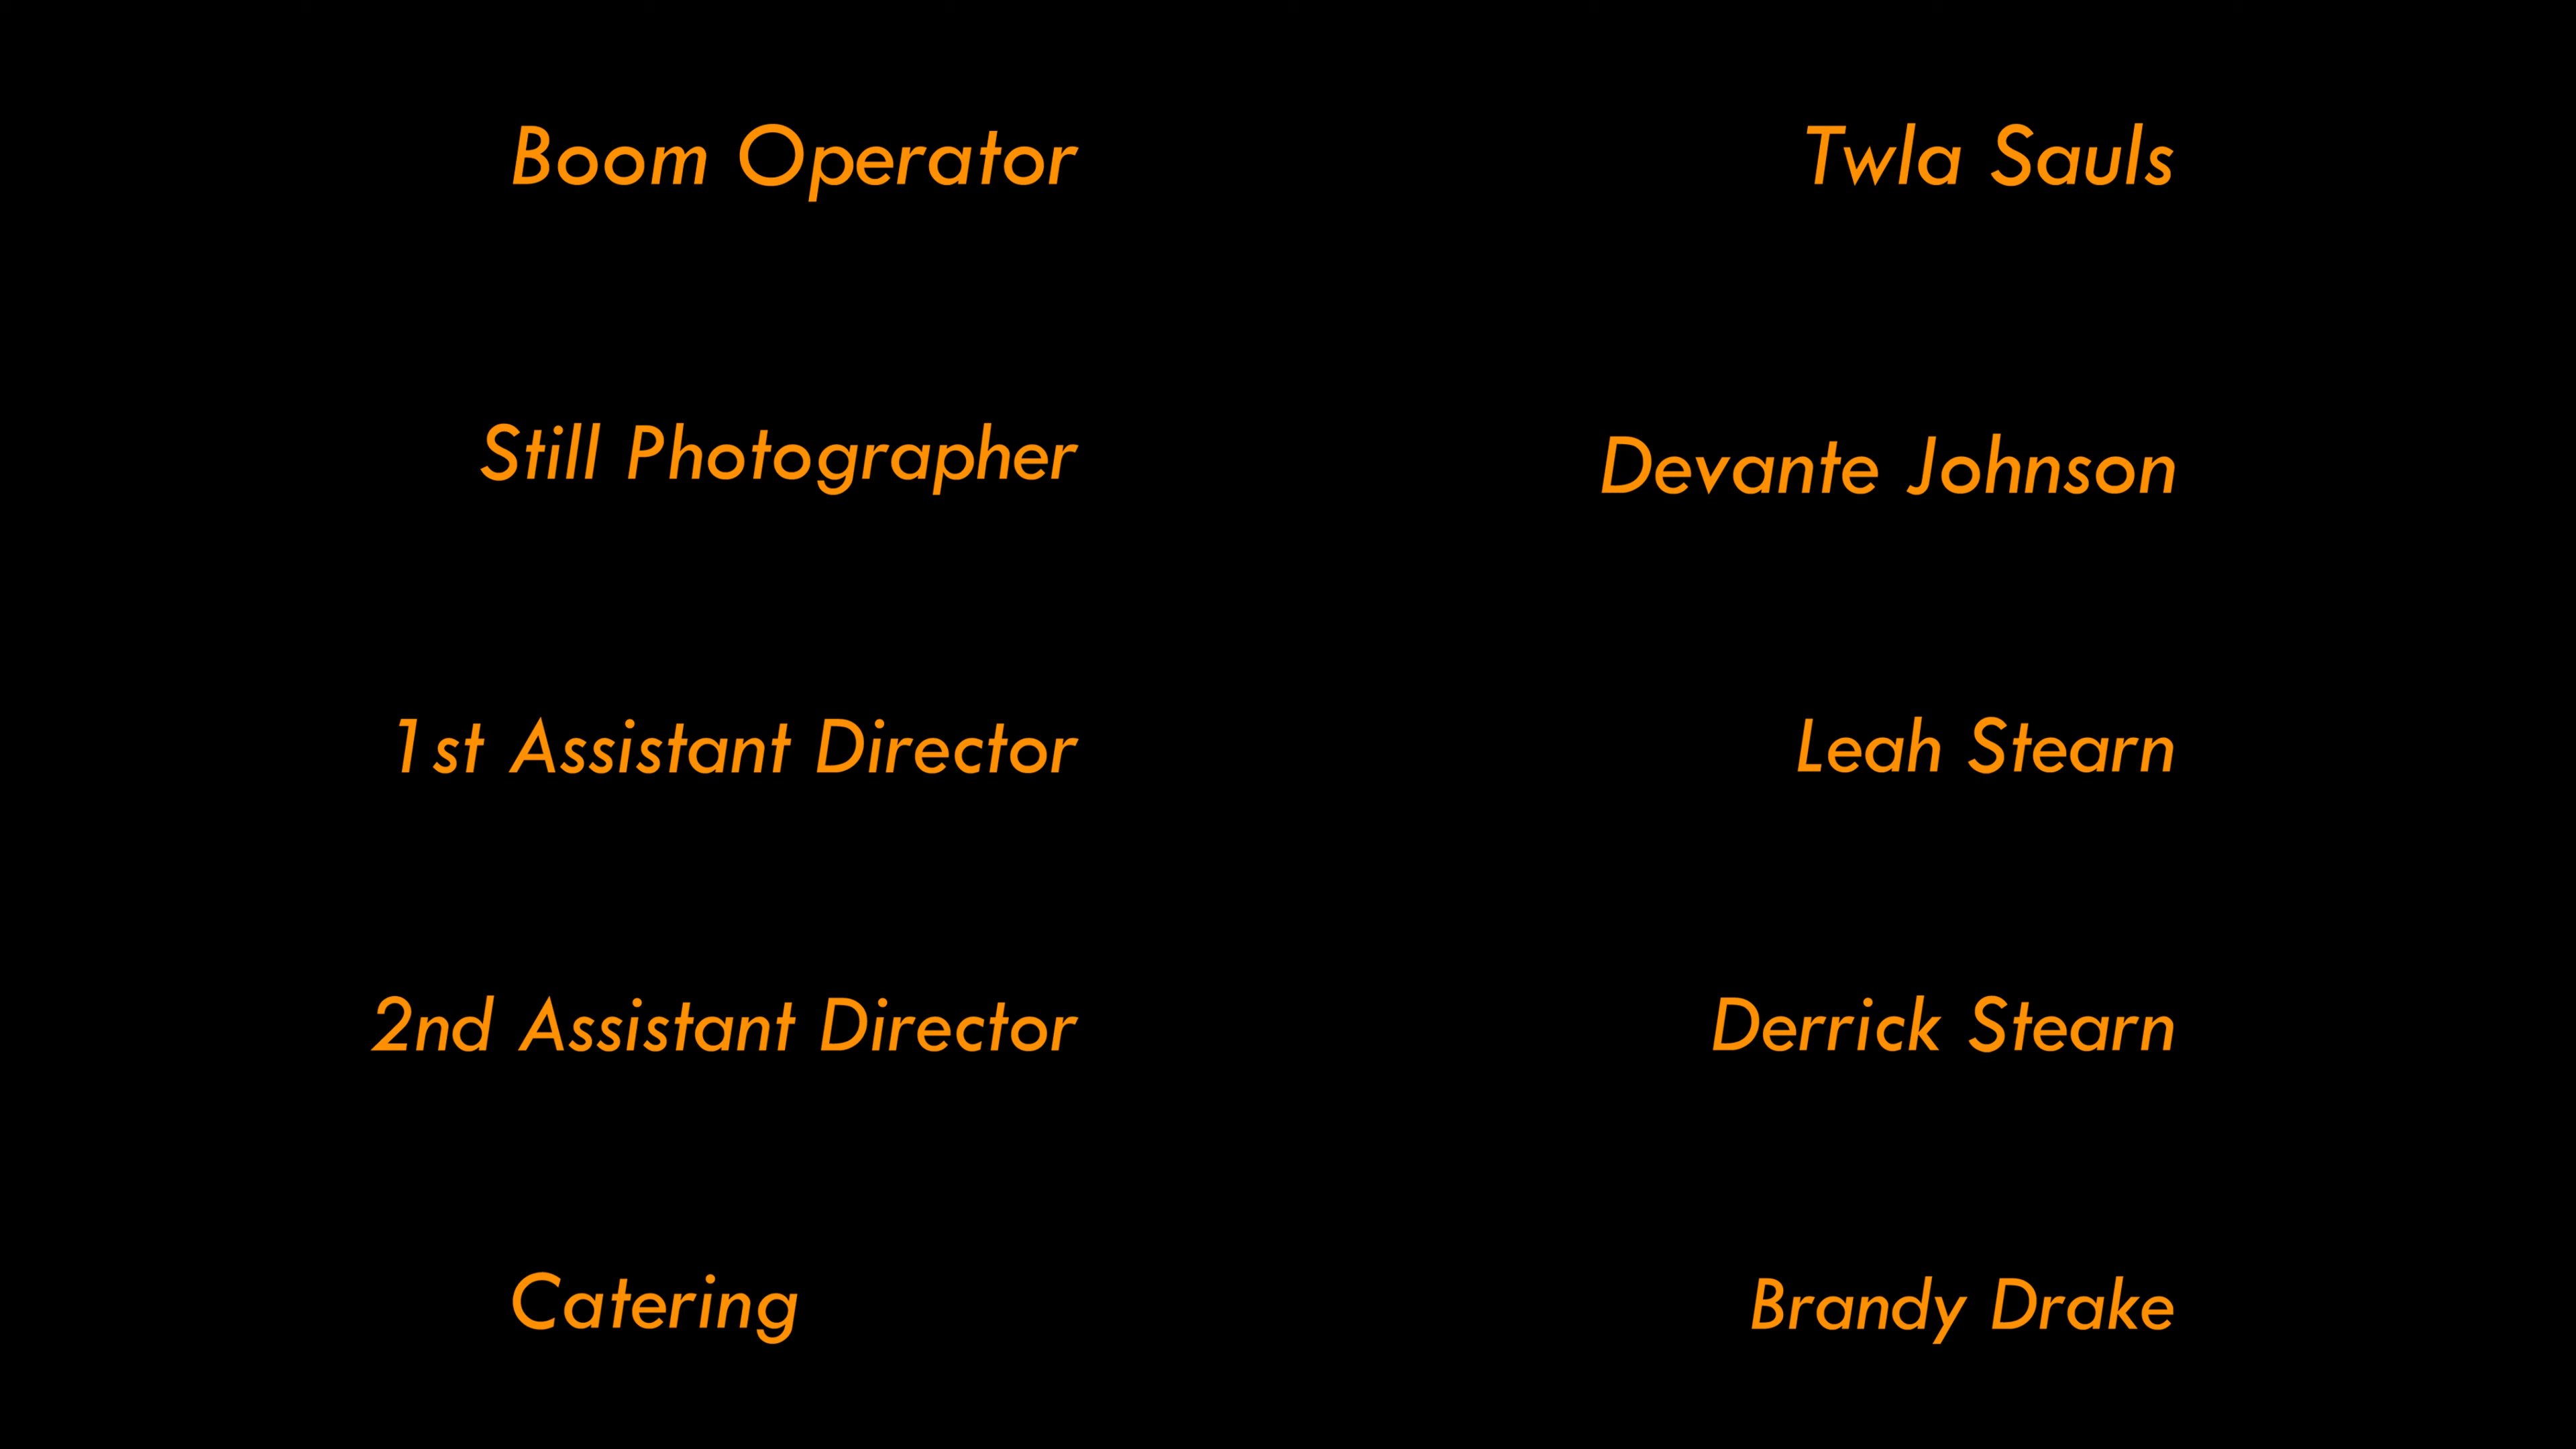 Boom Operator Twla Sauls
Still Photographer Devante Johnson
1st Assistant Director Leah Stearn
2nd Assistant Director Derrick Stearn
Catering Brandy Drake